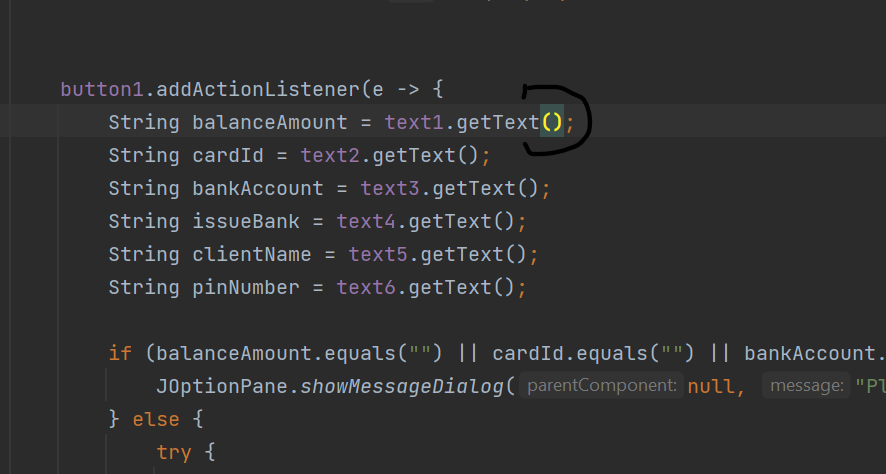 button1.addActionListener(e -> {
String balanceAmount = text1.getText();
String cardId = text2.getText();
String bankAccount = text3.getText();
String issueBank = text4.getText();
String clientName = text5.getText();
String pinNumber = text6.getText();
if (balanceAmount.equals("") || cardId.equals("") || bankAccount.
JOptionPane.showMessageDialog( parentComponent: null, message: "Pl
} else {
try {